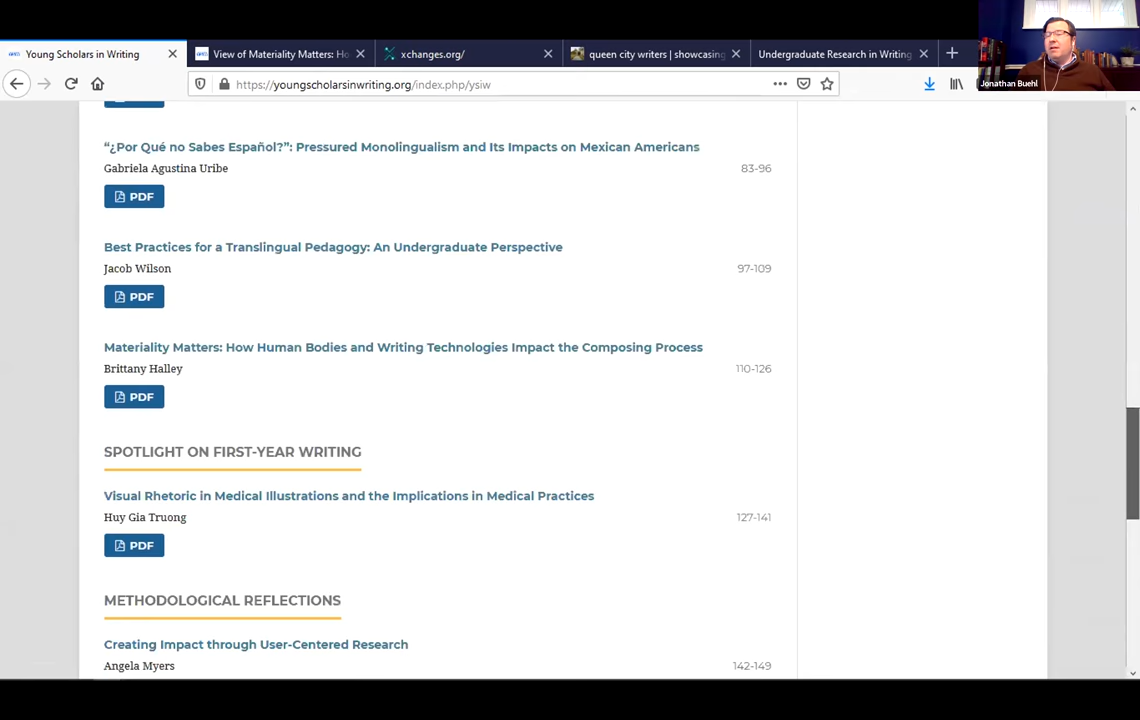 Young Scholars in Writing
View of Materiality Matters: Ho
xchanges.org/
queen city writers | showcasing
Undergraduate Research in Writing
https://youngscholarsinwriting.org/index.php/ysiw
Jonathan Buehl
“¿Por Qué no Sabes Español?”: Pressured Monolingualism and Its Impacts on Mexican Americans
Gabriela Agustina Uribe 83-96
PDF
Best Practices for a Translingual Pedagogy: An Undergraduate Perspective
Jacob Wilson 97-109
PDF
Materiality Matters: How Human Bodies and Writing Technologies Impact the Composing Process
Brittany Halley 110-126
PDF
SPOTLIGHT ON FIRST-YEAR WRITING
Visual Rhetoric in Medical Illustrations and the Implications in Medical Practices
Huy Gia Truong 127-141
PDF
METHODOLOGICAL REFLECTIONS
Creating Impact through User-Centered Research
Angela Myers 142-149